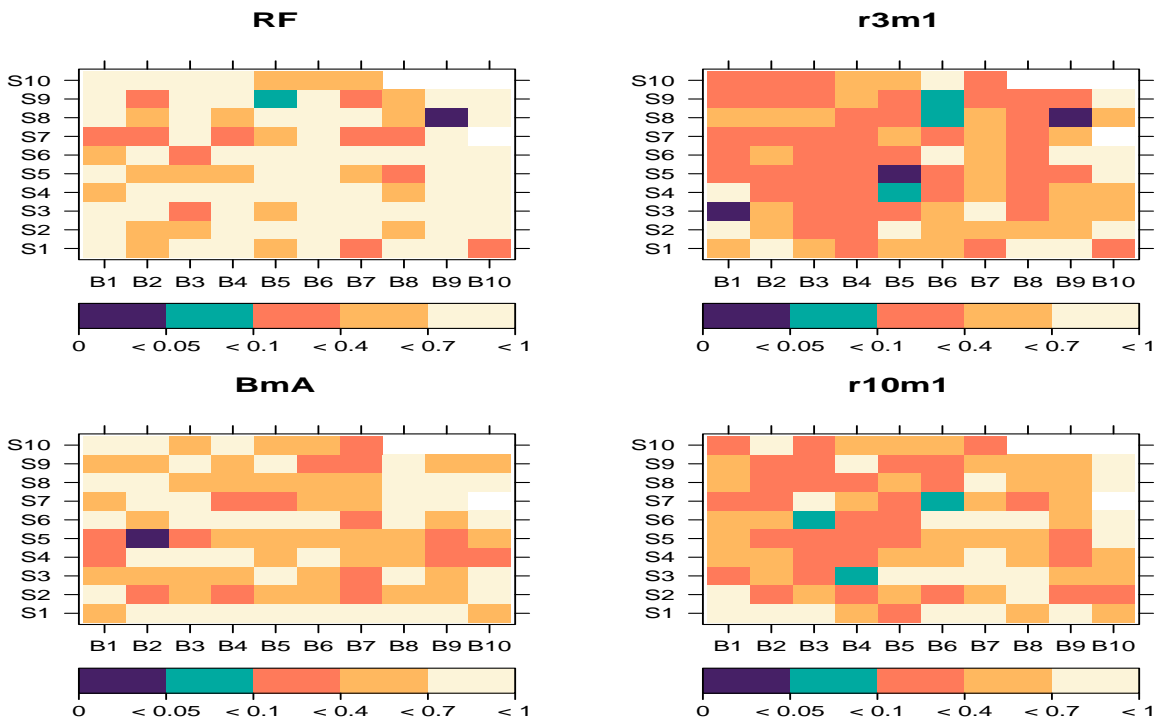 RF
S10
S9
S8
S7
S6
S5
S4
S3
S2
S1
B1 B2 B3 B4 B5 B6 B7 B8 B9 B10
0 < 0.05 < 0.1 < 0.4 < 0.7 < 1
r3m1
S10
S9
S8
S7
S6
S5
S4
S3
S2
S1
B1 B2 B3 B4 B5 B6 B7 B8 B9 B10
0 < 0.05 < 0.1 < 0.4 < 0.7 < 1
BmA
S10
S9
S8
S7
S6
S5
S4
S3
S2
S1
B1 B2 B3 B4 B5 B6 B7 B8 B9 B10
0 < 0.05 < 0.1 < 0.4 < 0.7 < 1
r10m1
S10
S9
S8
S7
S6
S5
S4
S3
S2
S1
B1 B2 B3 B4 B5 B6 B7 B8 B9 B10
0 < 0.05 < 0.1 < 0.4 < 0.7 < 1